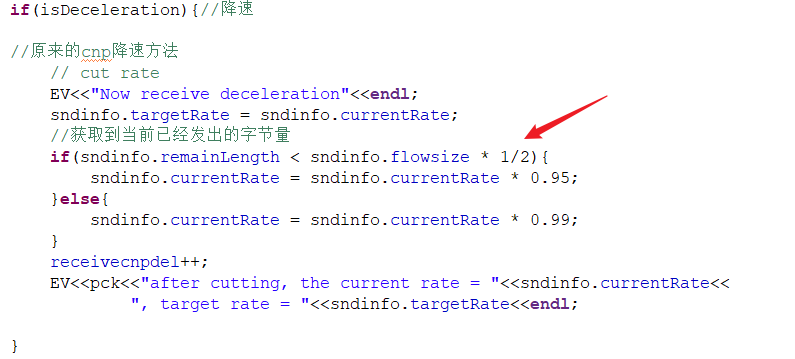 if(isDeceleration){//降速
//原来的cnp降速方法
// cut rate
EV<<"Now receive deceleration"<<endl;
sndinfo.targetRate = sndinfo.currentRate;
//获取到当前已经发出的字节量
if(sndinfo.remainLength < sndinfo.flowsize * 1/2){
sndinfo.currentRate = sndinfo.currentRate * 0.95;
}else{
sndinfo.currentRate = sndinfo.currentRate * 0.99;
}
receivecnpdel++;
EV<<pck<<"after cutting, the current rate = "<<sndinfo.currentRate<<
", target rate = "<<sndinfo.targetRate<<endl;
}